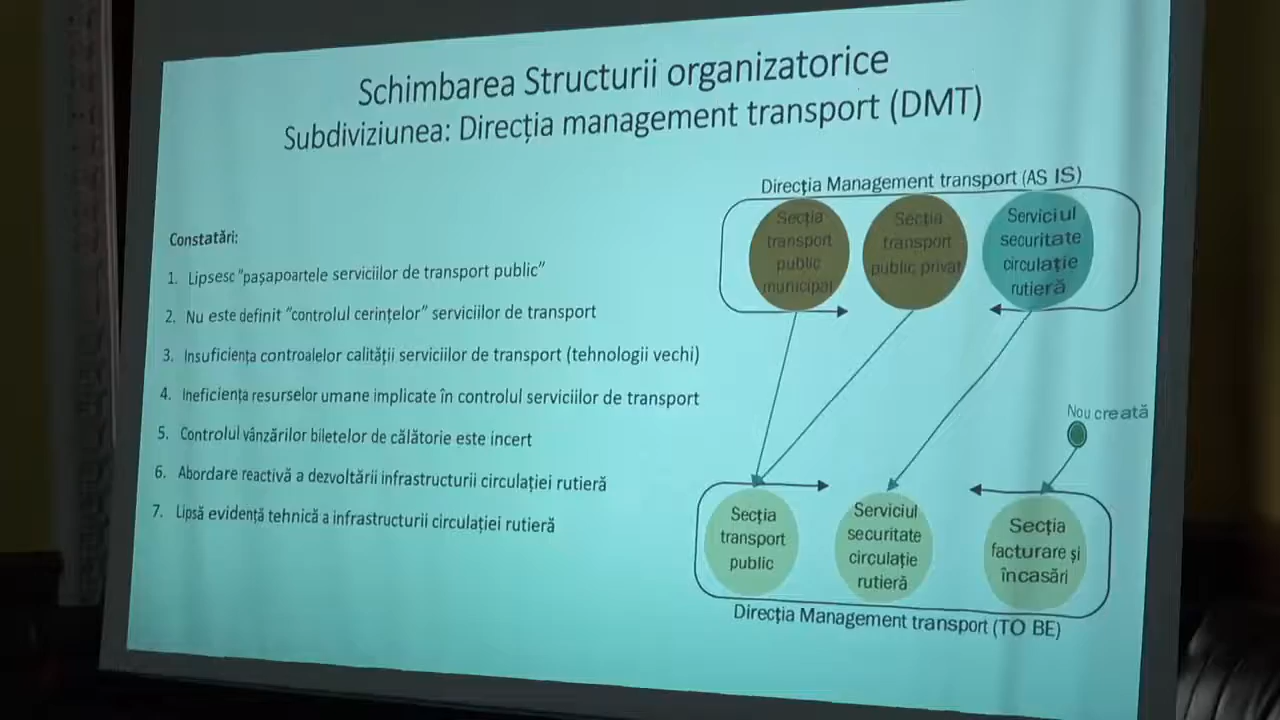 Schimbarea Structurii organizatorice
Subdiviziunea: Direcția management transport (DMT)
Constatări:
1. Lipsesc "pașapoartele serviciilor de transport public"
2. Nu este definit "controlul cerințelor" serviciilor de transport
3. Insuficiența controalelor calității serviciilor de transport (tehnologii vechi)
4. Ineficiența resurselor umane implicate în controlul serviciilor de transport
5. Controlul vânzărilor biletelor de călătorie este incert
6. Abordare reactivă a dezvoltării infrastructurii circulației rutieră
7. Lipsă evidență tehnică a infrastructurii circulației rutieră
Direcția Management transport (AS IS)
Secția
transport
public
municipal
Secția
transport
public privat
Serviciul
securitate
circulație
rutieră
Nou creată
Secția
transport
public
Serviciul
securitate
circulație
rutieră
Secția
facturare și
încasări
Direcția Management transport (TO BE)